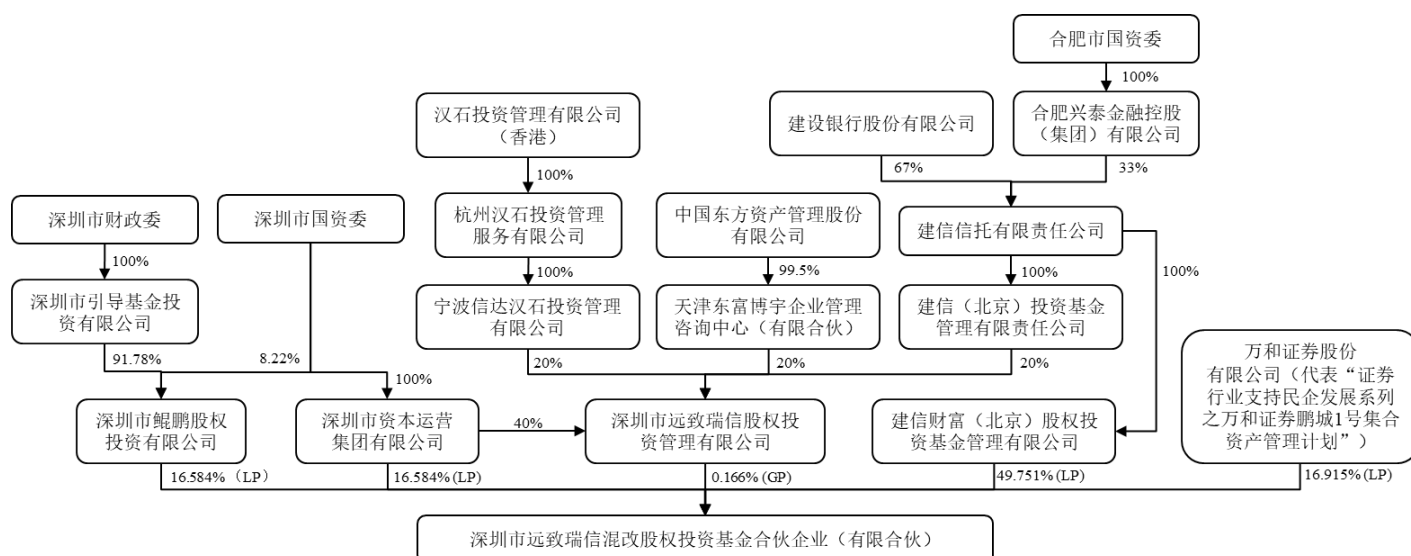 合肥市国资委
100%
汉石投资管理有限公司
（香港）
建设银行股份有限公司
合肥兴泰金融控股
（集团）有限公司
100%
67%
33%
深圳市财政委
深圳市国资委
杭州汉石投资管理
服务有限公司
中国东方资产管理股份
有限公司
建信信托有限责任公司
100%
100%
99.5%
100%
100%
深圳市引导基金投
资有限公司
宁波信达汉石投资管理
有限公司
天津东富博宇企业管理
咨询中心（有限合伙）
建信（北京）投资基金
管理有限责任公司
91.78%
8.22%
100%
20%
20%
20%
万和证券股份
有限公司（代表“证券
行业支持民企发展系列
之万和证券鹏城1号集合
资产管理计划”）
深圳市鲲鹏股权
投资有限公司
深圳市资本运营
集团有限公司
40%
深圳市远致瑞信股权投
资管理有限公司
建信财富（北京）股权投
资基金管理有限公司
16.584%（LP）
16.584% (LP)
0.166% (GP)
49.751% (LP)
16.915% (LP)
深圳市远致瑞信混改股权投资基金合伙企业（有限合伙）